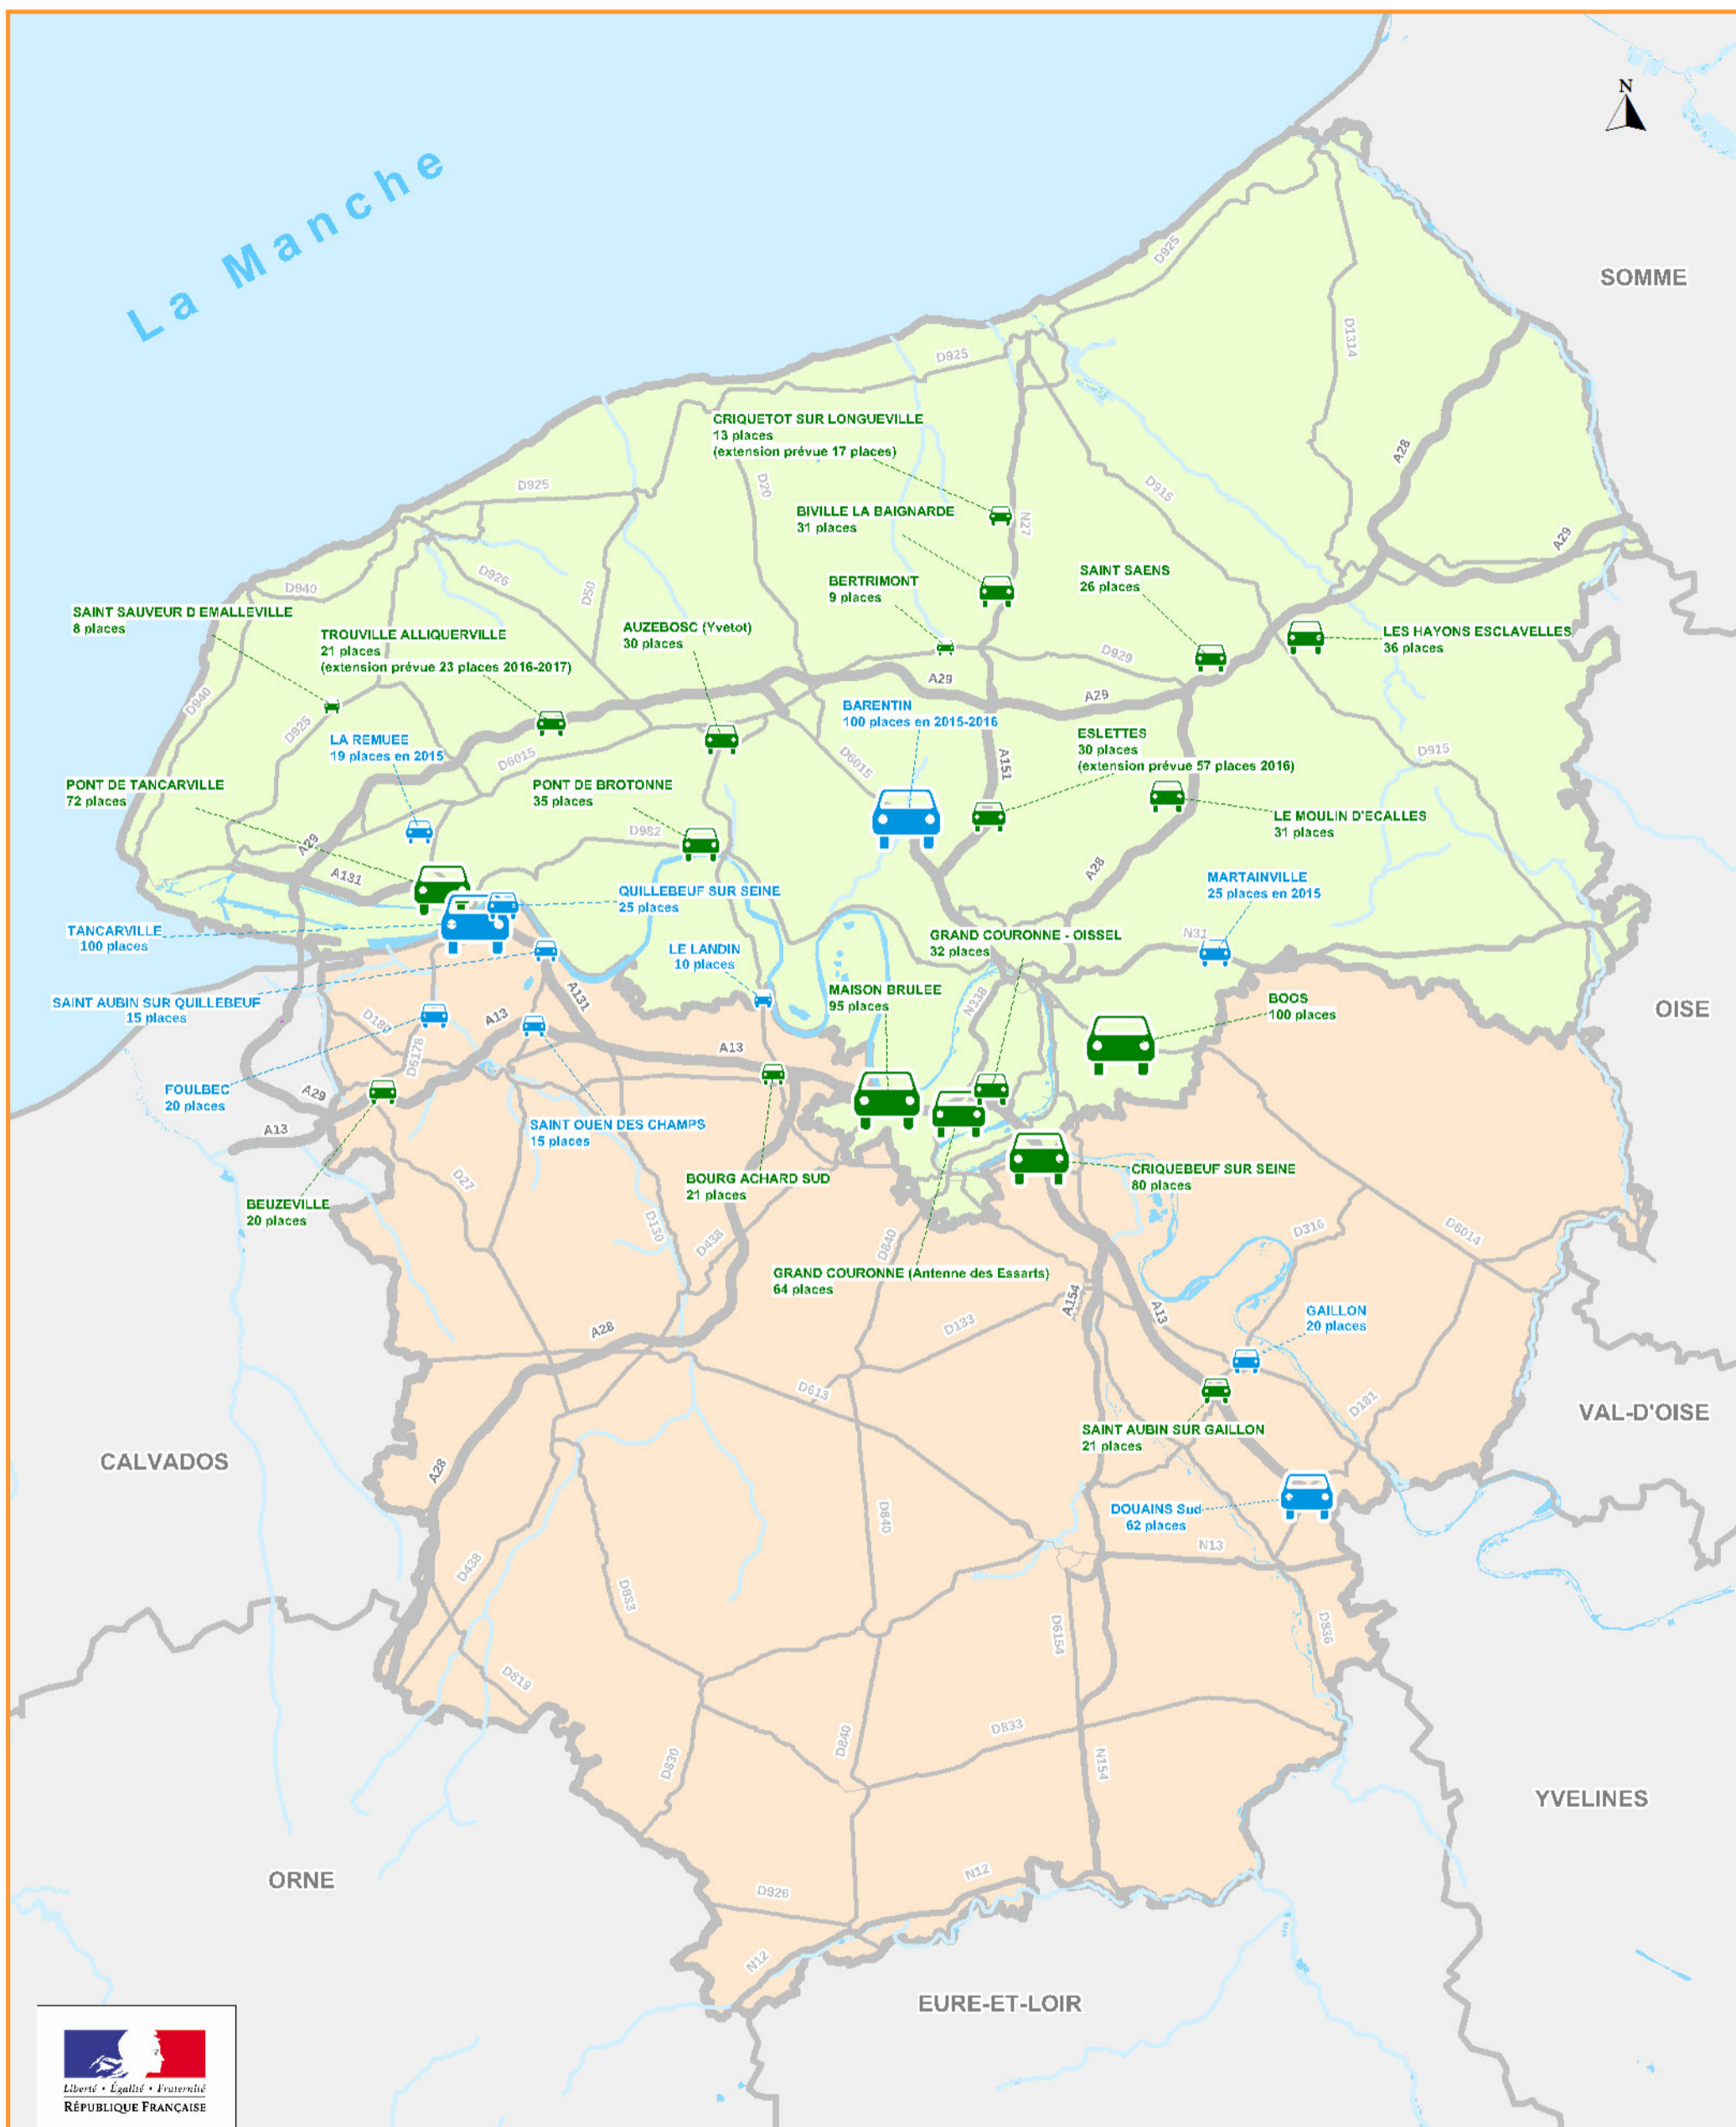 N
La Manche
SOMME
D925
D1314
D925
A28
CRIQUETOT SUR LONGUEVILLE
13 places
(extension prévue 17 places)
D20
D925
D915
N27
A29
BIVILLE LA BAIGNARDE
31 places
SAINT SAENS
26 places
BERTRIMONT
9 places
D926
D50
D940
SAINT SAUVEUR D EMALLEVILLE
8 places
TROUVILLE ALLIQUERVILLE
21 places
(extension prévue 23 places 2016-2017)
AUZEBOSC (Yvetot)
30 places
LES HAYONS ESCLAVELLES
36 places
D929
A29
A29
D940
D925
BARENTIN
100 places en 2015-2016
LA REMUEE
19 places en 2015
ESLETTES
30 places
(extension prévue 57 places 2016)
D915
D6015
D6015
A151
PONT DE TANCARVILLE
72 places
PONT DE BROTONNE
35 places
LE MOULIN D'ECALLES
31 places
D982
A29
A131
A28
MARTAINVILLE
25 places en 2015
QUILLEBEUF SUR SEINE
25 places
TANCARVILLE
100 places
GRAND COURONNE - OISSEL
32 places
N31
LE LANDIN
10 places
SAINT AUBIN SUR QUILLEBEUF
15 places
MAISON BRULEE
95 places
N338
BOOS
100 places
OISE
A131
A13
D180
D6178
A13
FOULBEC
20 places
A29
A13
SAINT OUEN DES CHAMPS
15 places
BOURG ACHARD SUD
21 places
CRIQUEBEUF SUR SEINE
80 places
D27
BEUZEVILLE
20 places
D130
D438
D840
D316
D6014
GRAND COURONNE (Antenne des Essarts)
64 places
A154
A13
GAILLON
20 places
A28
D133
D613
D181
SAINT AUBIN SUR GAILLON
21 places
VAL-D'OISE
CALVADOS
A28
DOUAINS Sud
62 places
D840
N13
D438
D833
D6154
D836
D819
D833
D840
D830
N154
YVELINES
ORNE
N12
D926
N12
EURE-ET-LOIR
Liberté • Égalité • Fraternité
RÉPUBLIQUE FRANÇAISE